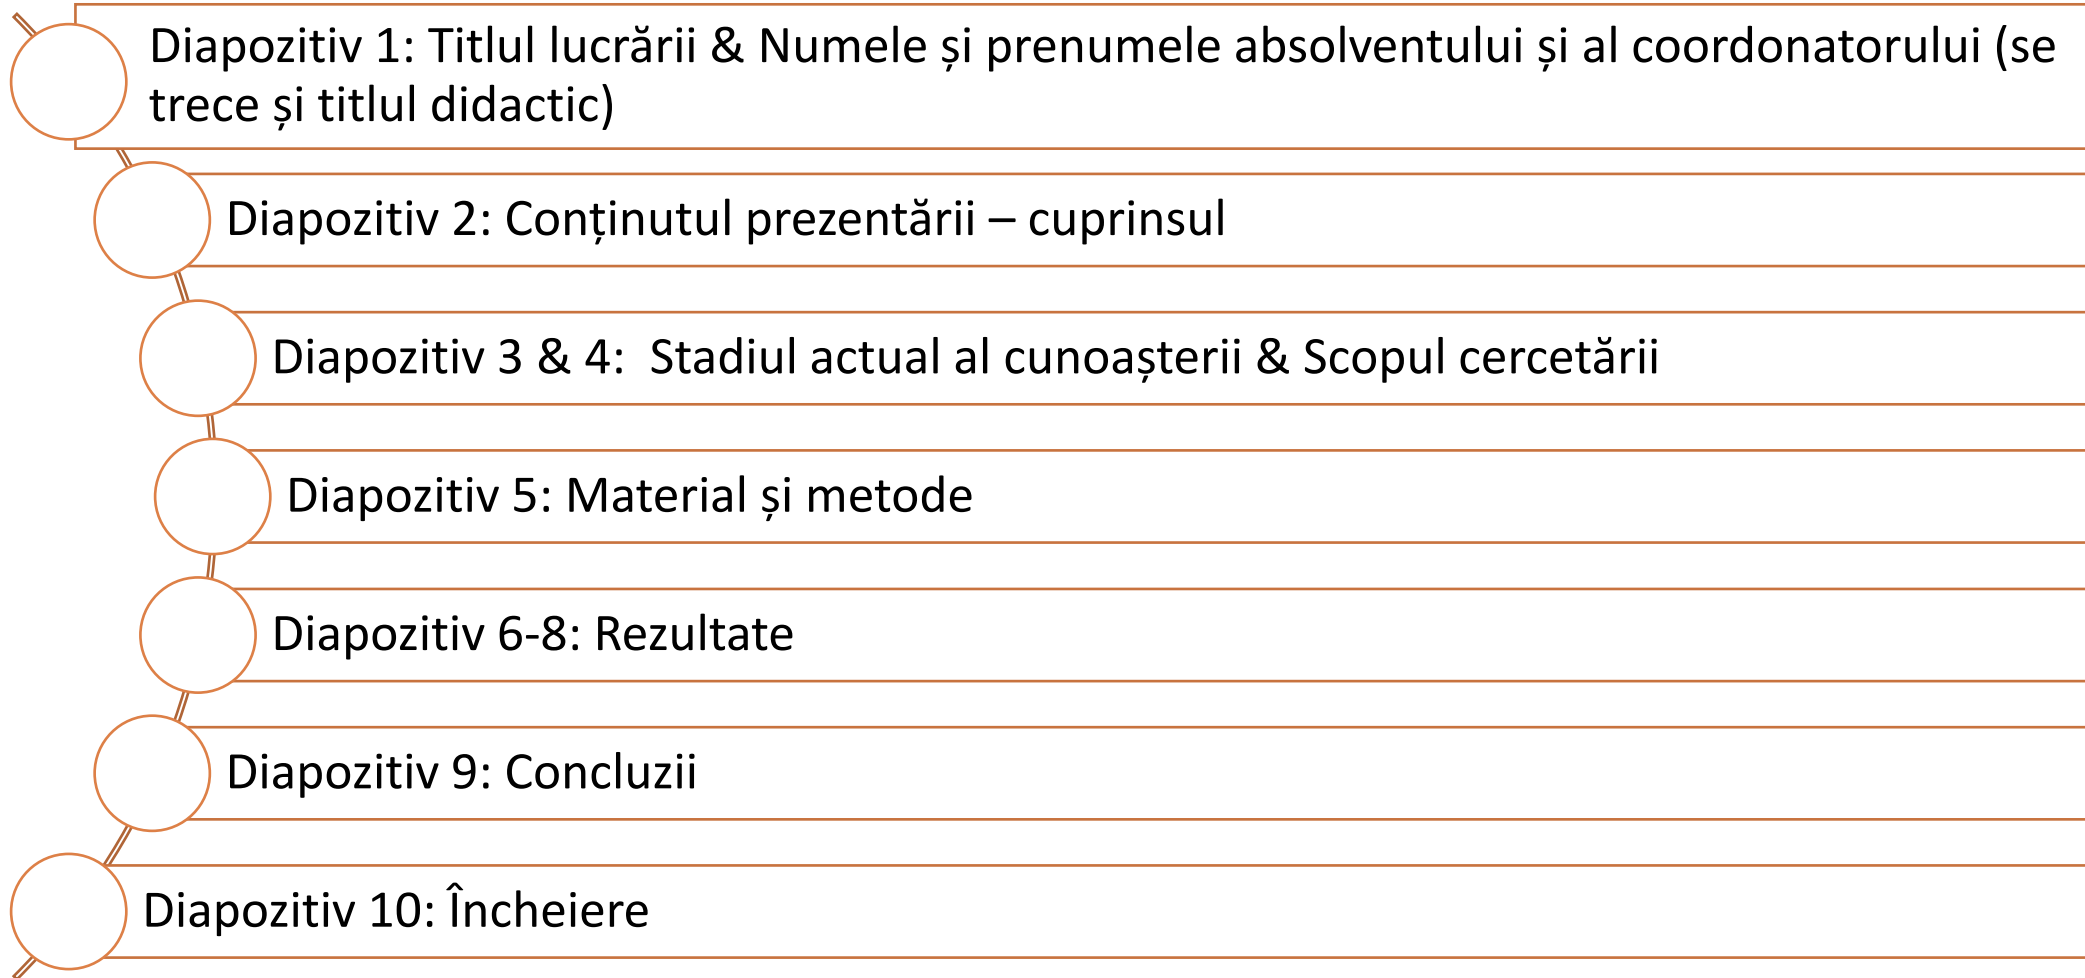 Diapozitiv 1: Titlul lucrării & Numele și prenumele absolventului și al coordonatorului (se
trece și titlul didactic)
Diapozitiv 2: Conținutul prezentării – cuprinsul
Diapozitiv 3 & 4:  Stadiul actual al cunoașterii & Scopul cercetării
Diapozitiv 5: Material și metode
Diapozitiv 6-8: Rezultate
Diapozitiv 9: Concluzii
Diapozitiv 10: Încheiere